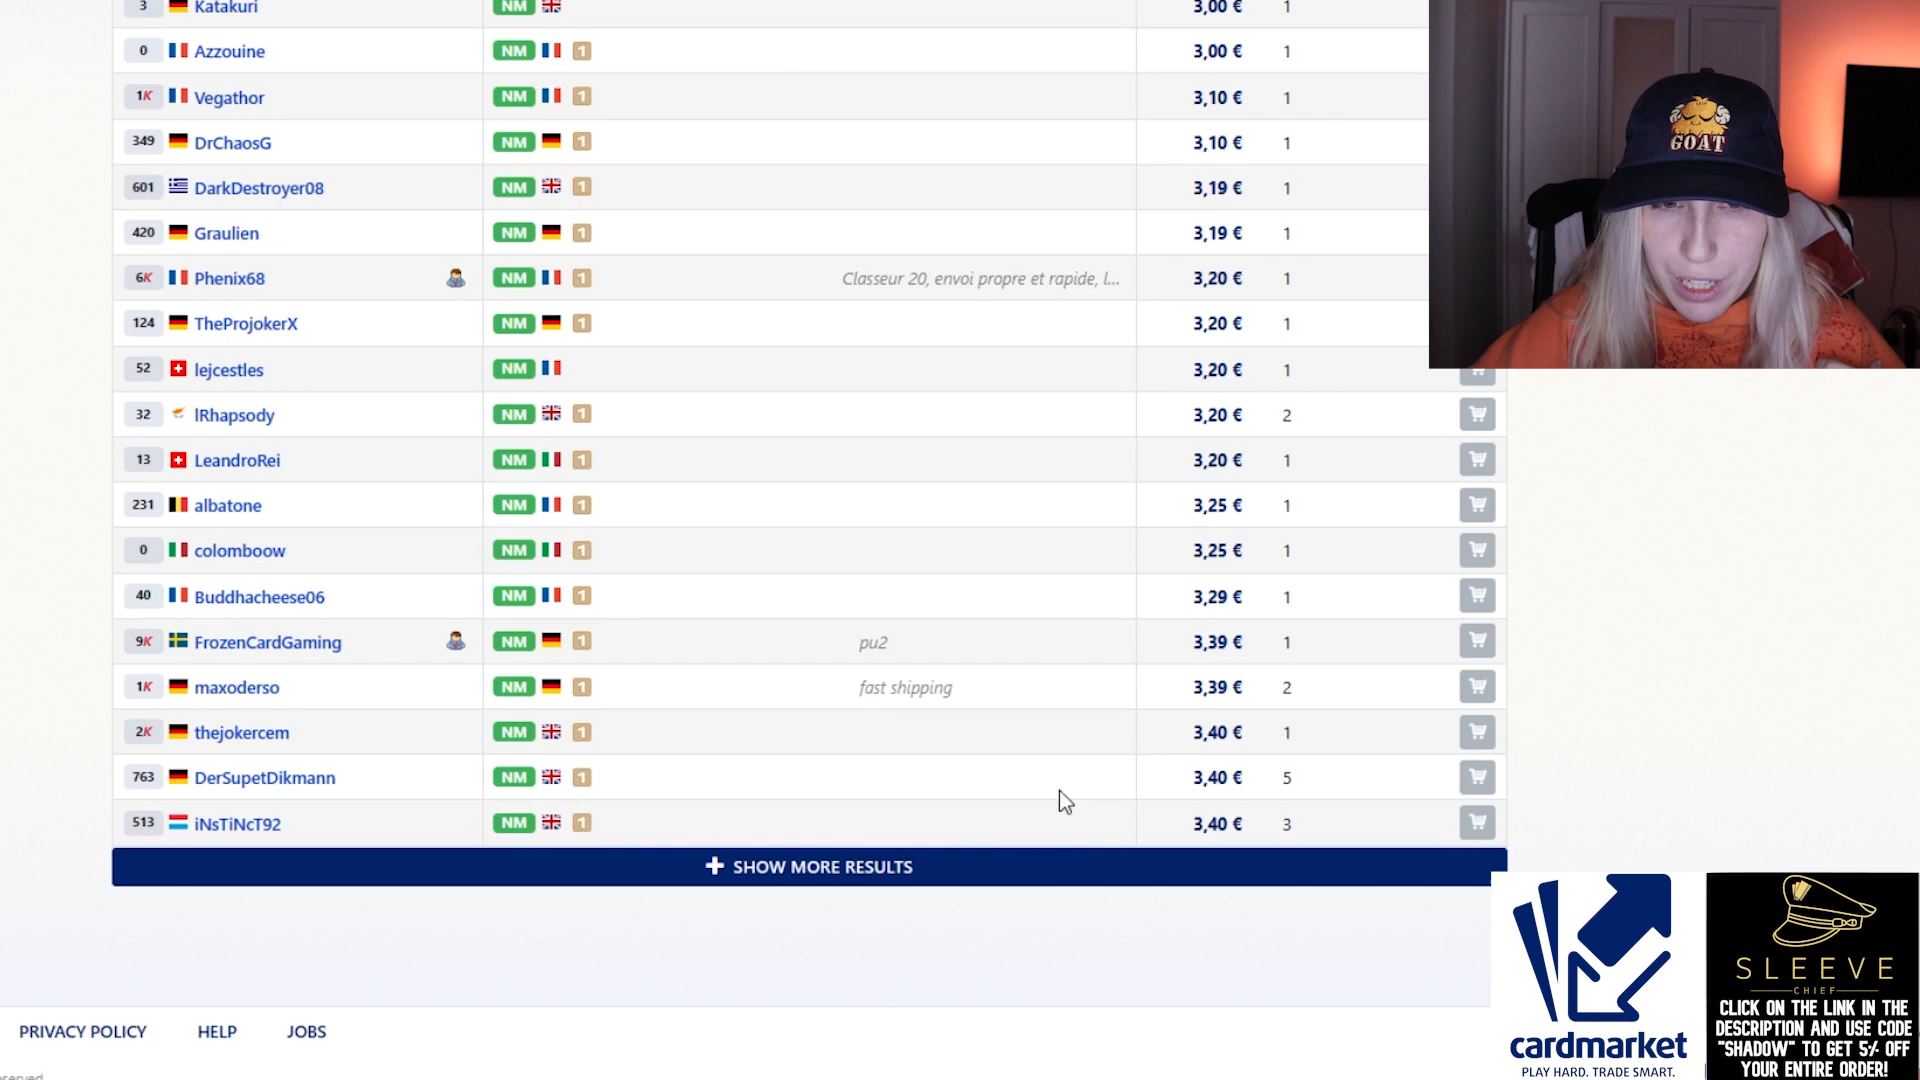 3 Katakuri NM 3,00 € 1
0 Azzouine NM 1 3,00 € 1
1K Vegathor NM 1 3,10 € 1
349 DrChaosG NM 1 3,10 € 1
601 DarkDestroyer08 NM 1 3,19 € 1
420 Graulien NM 1 3,19 € 1
6K Phenix68 NM 1 Classeur 20, envoi propre et rapide, l... 3,20 € 1
124 TheProjokerX NM 1 3,20 € 1
52 lejcestles NM 3,20 € 1
32 lRhapsody NM 1 3,20 € 2
13 LeandroRei NM 1 3,20 € 1
231 albatone NM 1 3,25 € 1
0 colomboow NM 1 3,25 € 1
40 Buddhacheese06 NM 1 3,29 € 1
9K FrozenCardGaming NM 1 pu2 3,39 € 1
1K maxoderso NM 1 fast shipping 3,39 € 2
2K thejokercem NM 1 3,40 € 1
763 DerSupetDikmann NM 1 3,40 € 5
513 iNsTiNcT92 NM 1 3,40 € 3
+ SHOW MORE RESULTS
PRIVACY POLICY HELP JOBS
GOAT
cardmarket
PLAY HARD. TRADE SMART.
SLEEVE
CHIEF
CLICK ON THE LINK IN THE
DESCRIPTION AND USE CODE
"SHADOW" TO GET 5% OFF
YOUR ENTIRE ORDER!